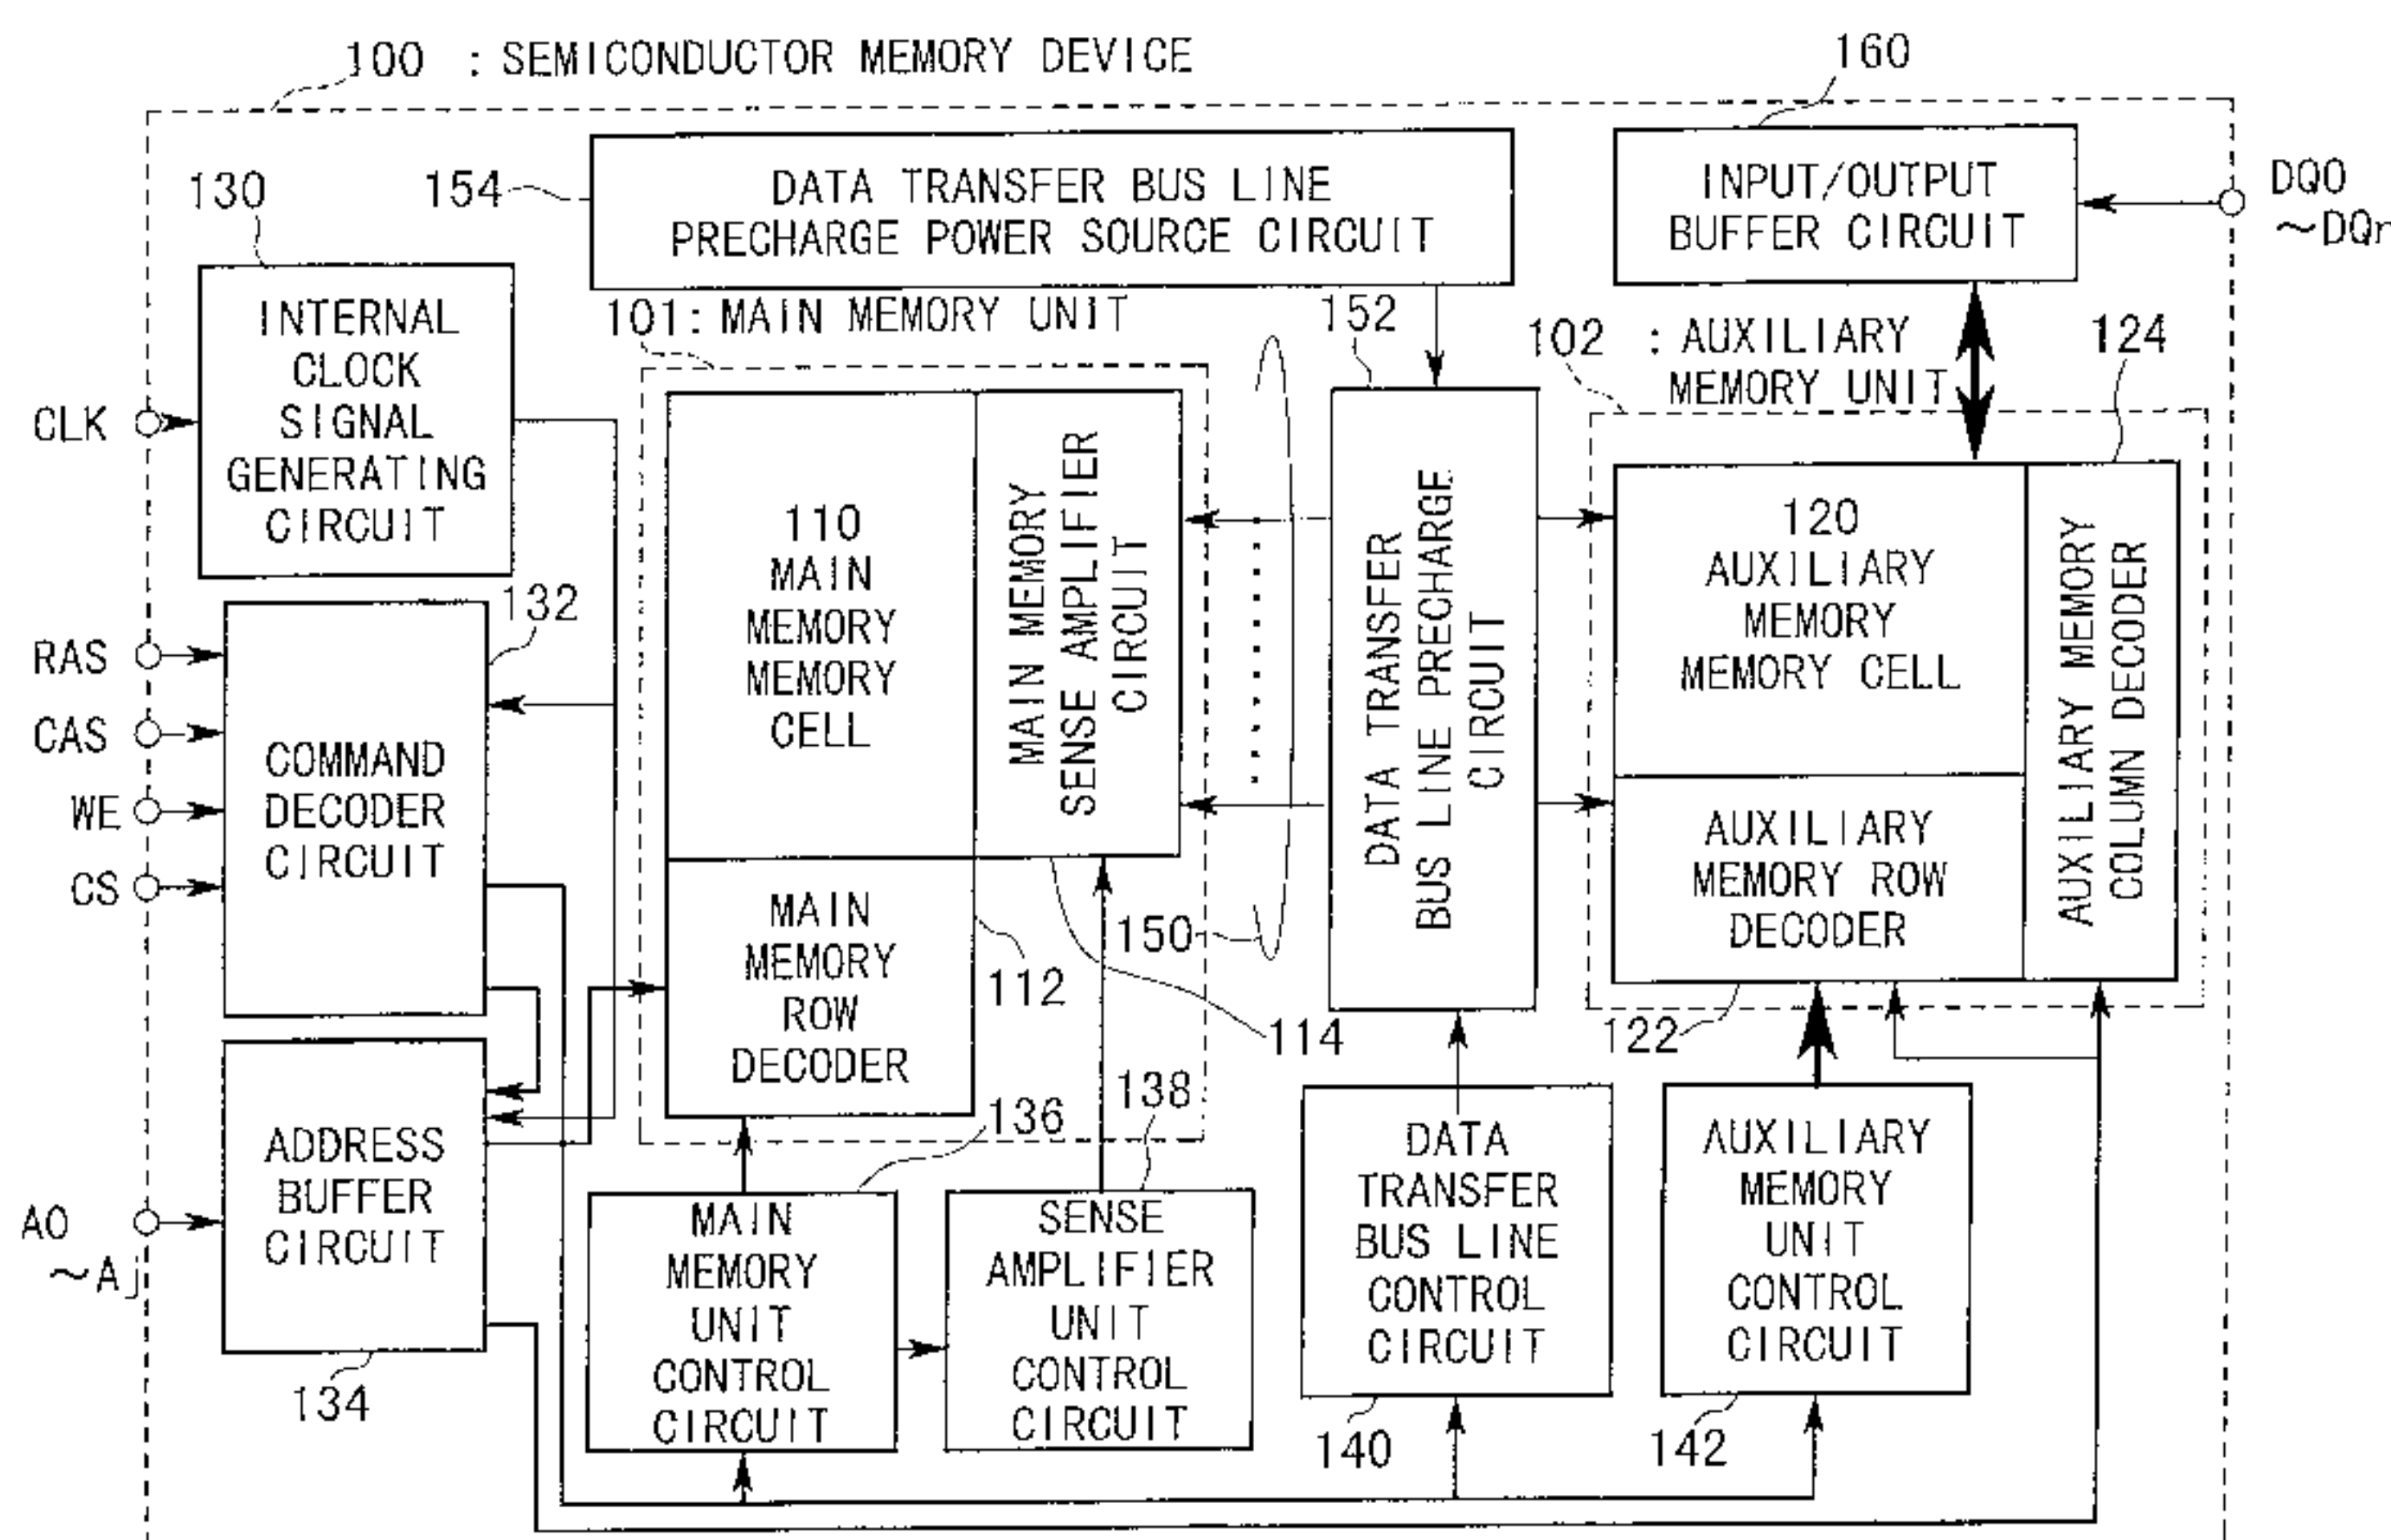 100 : SEMICONDUCTOR MEMORY DEVICE
160
154
DATA TRANSFER BUS LINE
PRECHARGE POWER SOURCE CIRCUIT
INPUT/OUTPUT
BUFFER CIRCUIT
DQ0
~DQn
130
INTERNAL
CLOCK
SIGNAL
GENERATING
CIRCUIT
CLK
101: MAIN MEMORY UNIT
152
102 : AUXILIARY
MEMORY UNIT
124
132
RAS
CAS
WE
CS
COMMAND
DECODER
CIRCUIT
110
MAIN
MEMORY
MEMORY
CELL
MAIN MEMORY
SENSE AMPLIFIER
CIRCUIT
DATA TRANSFER
BUS LINE PRECHARGE
CIRCUIT
120
AUXILIARY
MEMORY
MEMORY CELL
AUXILIARY MEMORY
COLUMN DECODER
AUXILIARY
MEMORY ROW
DECODER
MAIN
MEMORY
ROW
DECODER
150
112
114
122
A0
~Aj
ADDRESS
BUFFER
CIRCUIT
134
136
MAIN
MEMORY
UNIT
CONTROL
CIRCUIT
138
SENSE
AMPLIFIER
UNIT
CONTROL
CIRCUIT
DATA
TRANSFER
BUS LINE
CONTROL
CIRCUIT
140
AUXILIARY
MEMORY
UNIT
CONTROL
CIRCUIT
142